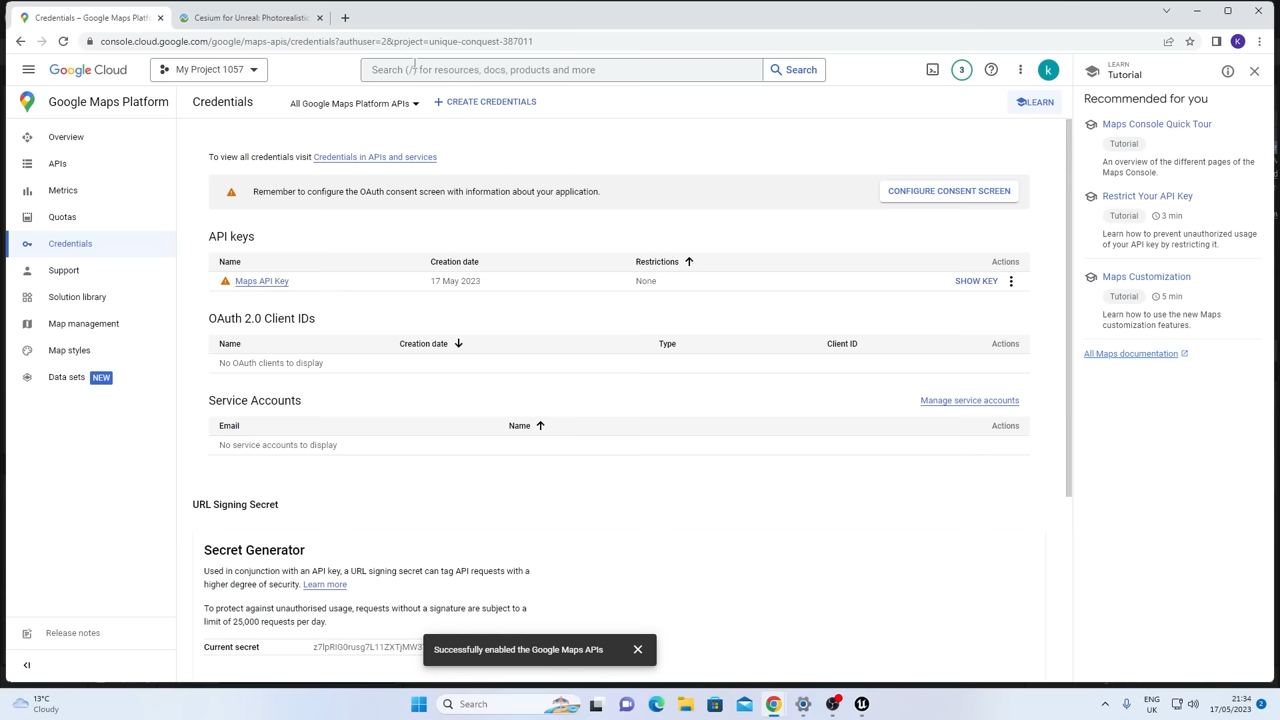 Credentials – Google Maps Platf
Cesium for Unreal: Photorealistic
console.cloud.google.com/google/maps-apis/credentials?authuser=2&project=unique-conquest-387011
K
Google Cloud
My Project 1057
Search (/) for resources, docs, products and more
Search
3
k
LEARN
Tutorial
Google Maps Platform
Credentials
All Google Maps Platform APIs
CREATE CREDENTIALS
LEARN
Recommended for you
Overview
APIs
Metrics
Quotas
Credentials
Support
Solution library
Map management
Map styles
Data sets NEW
Release notes
To view all credentials visit Credentials in APIs and services
Remember to configure the OAuth consent screen with information about your application.
CONFIGURE CONSENT SCREEN
API keys
Name Creation date Restrictions Actions
Maps API Key 17 May 2023 None SHOW KEY
OAuth 2.0 Client IDs
Name Creation date Type Client ID Actions
No OAuth clients to display
Service Accounts
Manage service accounts
Email Name Actions
No service accounts to display
URL Signing Secret
Secret Generator
Used in conjunction with an API key, a URL signing secret can tag API requests with a
higher degree of security. Learn more
To protect against unauthorised usage, requests without a signature are subject to a
limit of 25,000 requests per day.
Current secret
Successfully enabled the Google Maps APIs
Maps Console Quick Tour
Tutorial
An overview of the different pages of the
Maps Console.
Restrict Your API Key
Tutorial 3 min
Learn how to prevent unauthorized usage
of your API key by restricting it.
Maps Customization
Tutorial 5 min
Learn how to use the new Maps
customization features.
All Maps documentation
13°C
Cloudy
Search
ENG
UK
21:34
17/05/2023
2